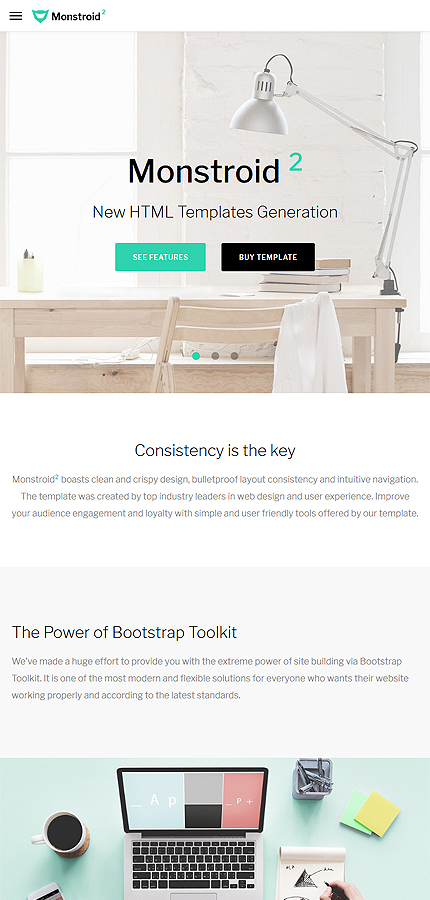 Monstroid 2
Monstroid 2
New HTML Templates Generation
SEE FEATURES
BUY TEMPLATE
Consistency is the key
Monstroid2 boasts clean and crispy design, bulletproof layout consistency and intuitive navigation.
The template was created by top industry leaders in web design and user experience. Improve
your audience engagement and loyalty with simple and user friendly tools offered by our template.
The Power of Bootstrap Toolkit
We've made a huge effort to provide you with the extreme power of site building via Bootstrap
Toolkit. It is one of the most modern and flexible solutions for everyone who wants their website
working properly and according to the latest standards.
_ A p
_ P +